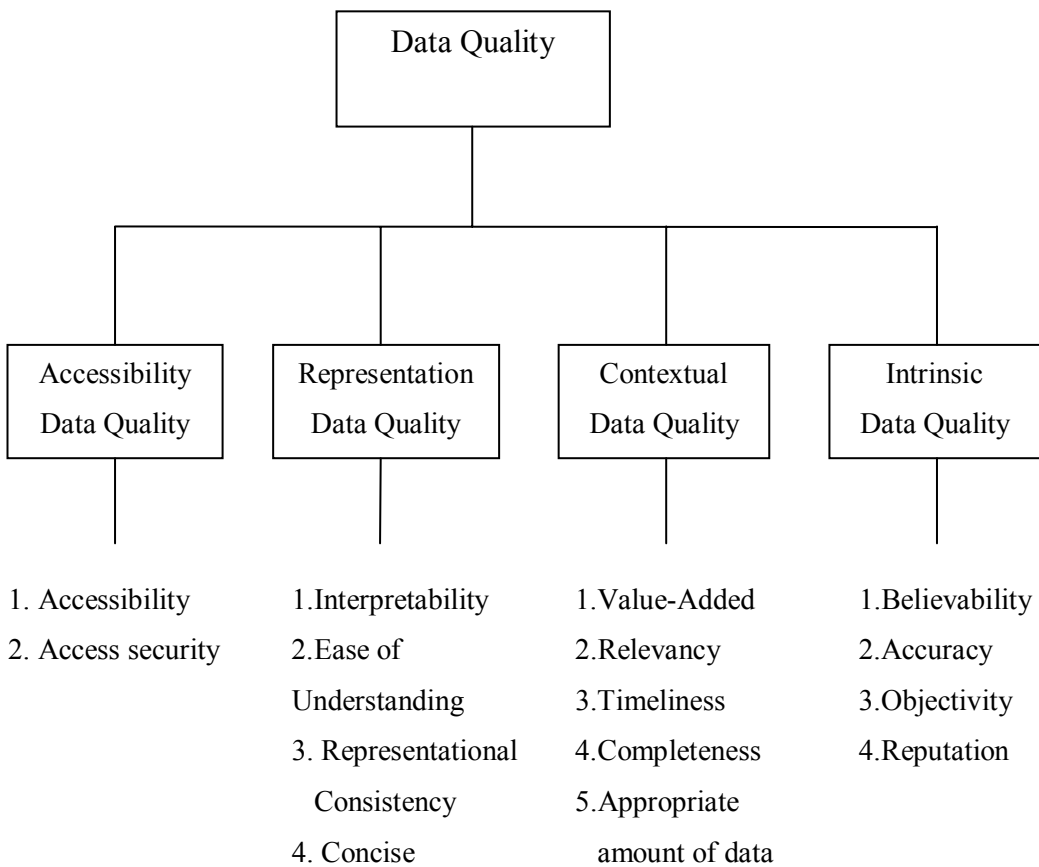 Data Quality
Accessibility
Data Quality
Representation
Data Quality
Contextual
Data Quality
Intrinsic
Data Quality
1. Accessibility
2. Access security
1.Interpretability
2.Ease of
Understanding
3. Representational
Consistency
4. Concise
1.Value-Added
2.Relevancy
3.Timeliness
4.Completeness
5.Appropriate
amount of data
1.Believability
2.Accuracy
3.Objectivity
4.Reputation